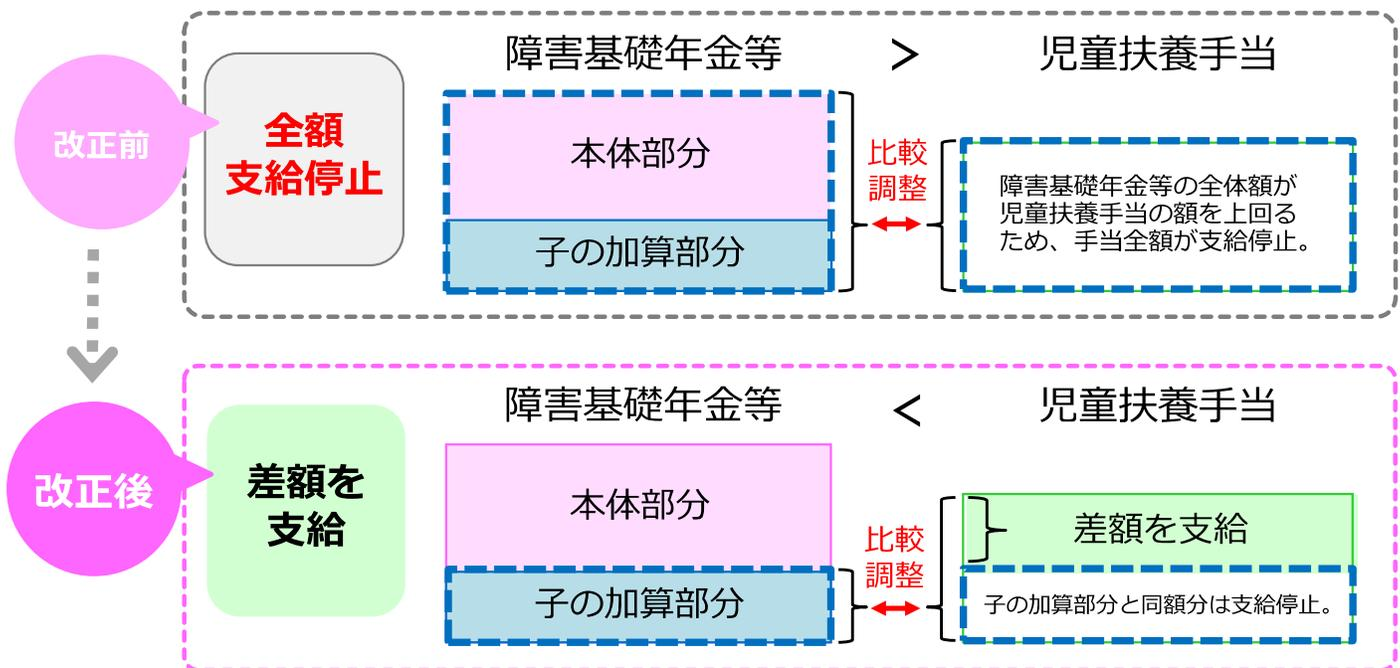 改正前
全額
支給停止
障害基礎年金等 > 児童扶養手当
本体部分
子の加算部分
比較
調整
障害基礎年金等の全体額が
児童扶養手当の額を上回る
ため、手当全額が支給停止。
改正後
差額を
支給
障害基礎年金等 < 児童扶養手当
本体部分
子の加算部分
比較
調整
差額を支給
子の加算部分と同額分は支給停止。